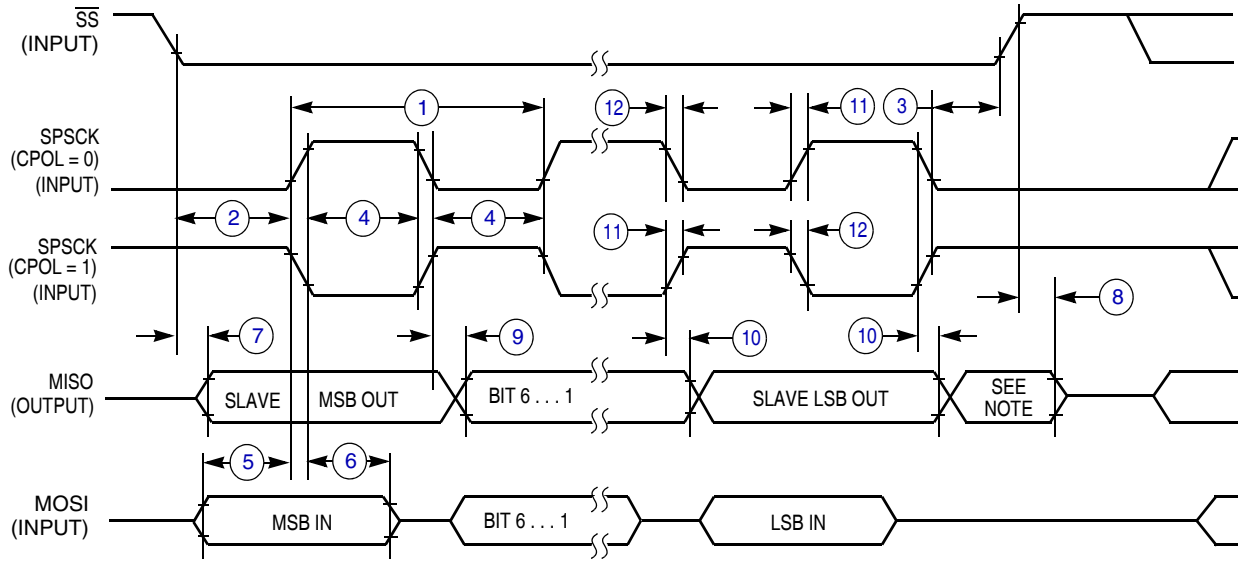 SS
(INPUT)
1
12
11
3
SPSCK
(CPOL = 0)
(INPUT)
2
4
4
11
12
SPSCK
(CPOL = 1)
(INPUT)
8
7
9
10
10
MISO
(OUTPUT)
SLAVE
MSB OUT
BIT 6 . . . 1
SLAVE LSB OUT
SEE
NOTE
5
6
MOSI
(INPUT)
MSB IN
BIT 6 . . . 1
LSB IN